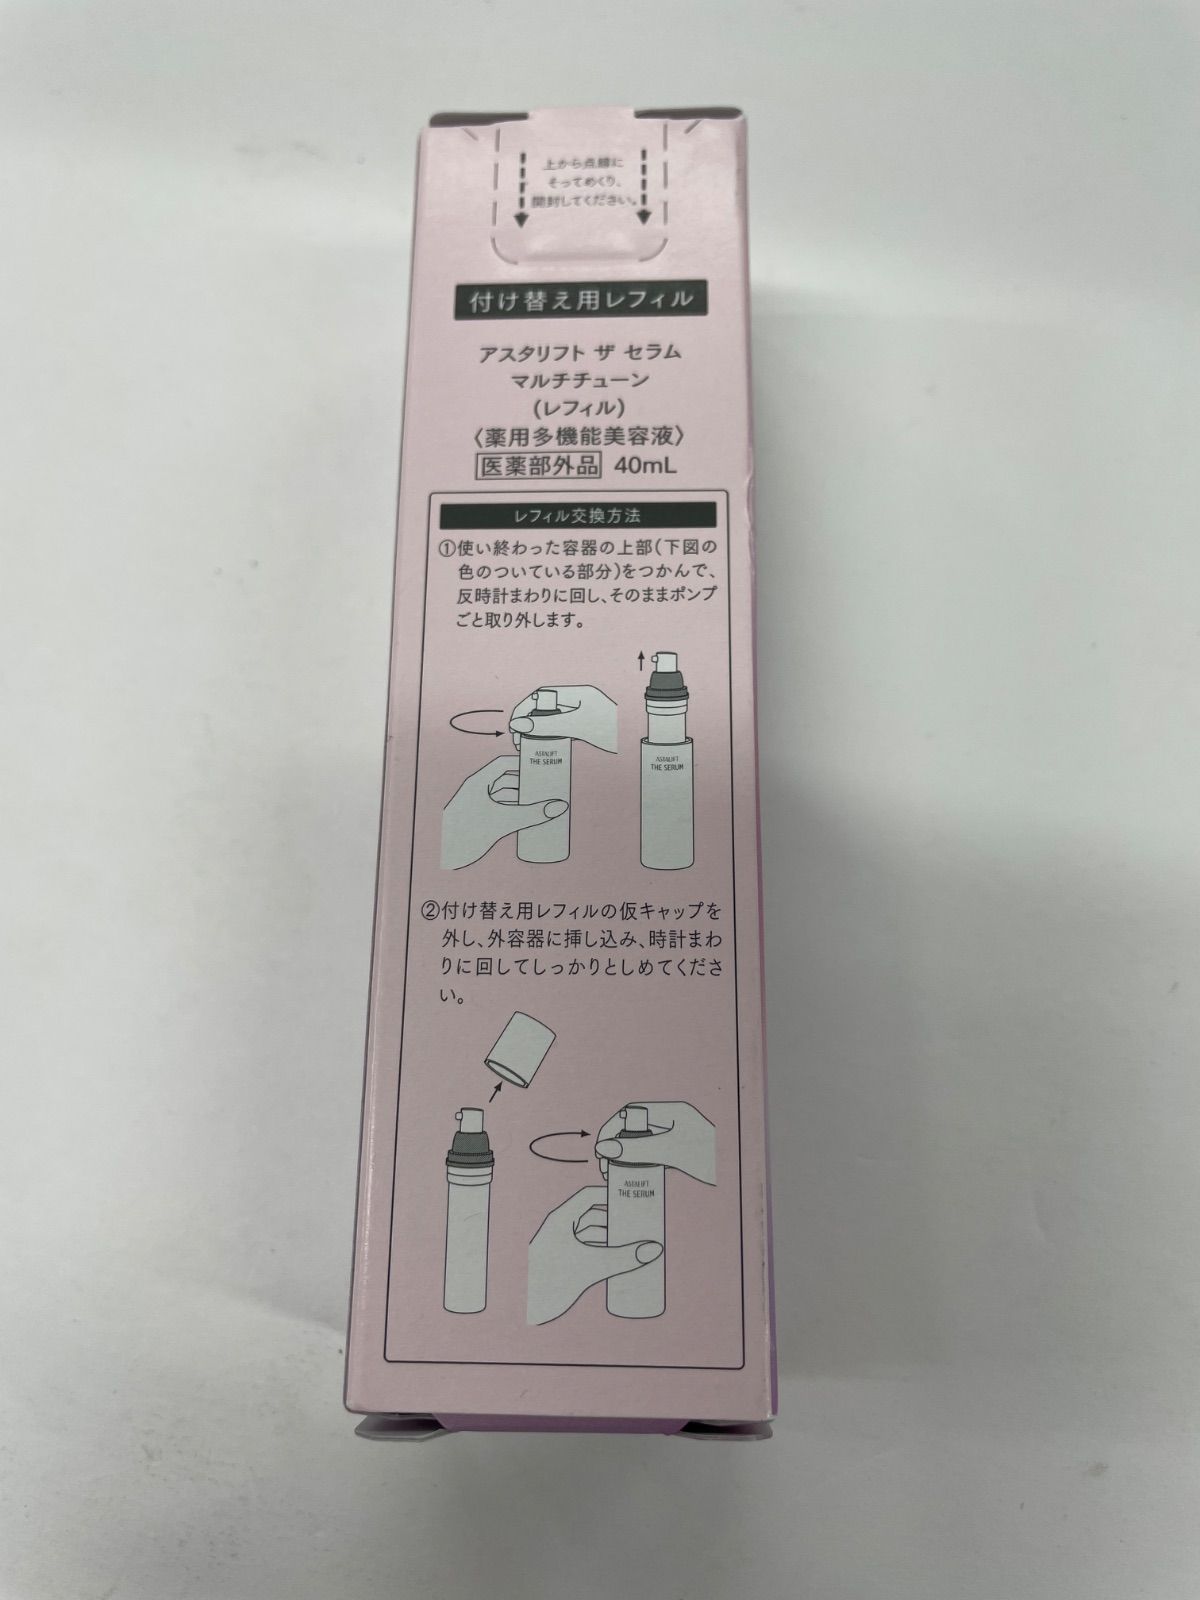 上から点線に
そってめくり、
開封してください。
付け替え用レフィル
アスタリフト ザ セラム
マルチチューン
(レフィル)
〈薬用多機能美容液〉
医薬部外品 40mL
レフィル交換方法
①使い終わった容器の上部(下図の
色のついている部分)をつかんで、
反時計まわりに回し、そのままポンプ
ごと取り外します。
ASTALIFT
THE SERUM
ASTALIFT
THE SERUM
②付け替え用レフィルの仮キャップを
外し、外容器に挿し込み、時計まわ
りに回してしっかりとしめてくださ
い。
ASTALIFT
THE SERUM